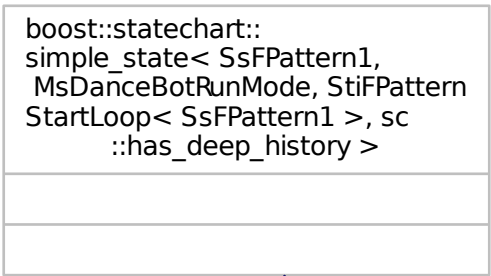 boost::statechart::
simple_state< SsFPattern1,
MsDanceBotRunMode, StiFPattern
StartLoop< SsFPattern1 >, sc
::has_deep_history >